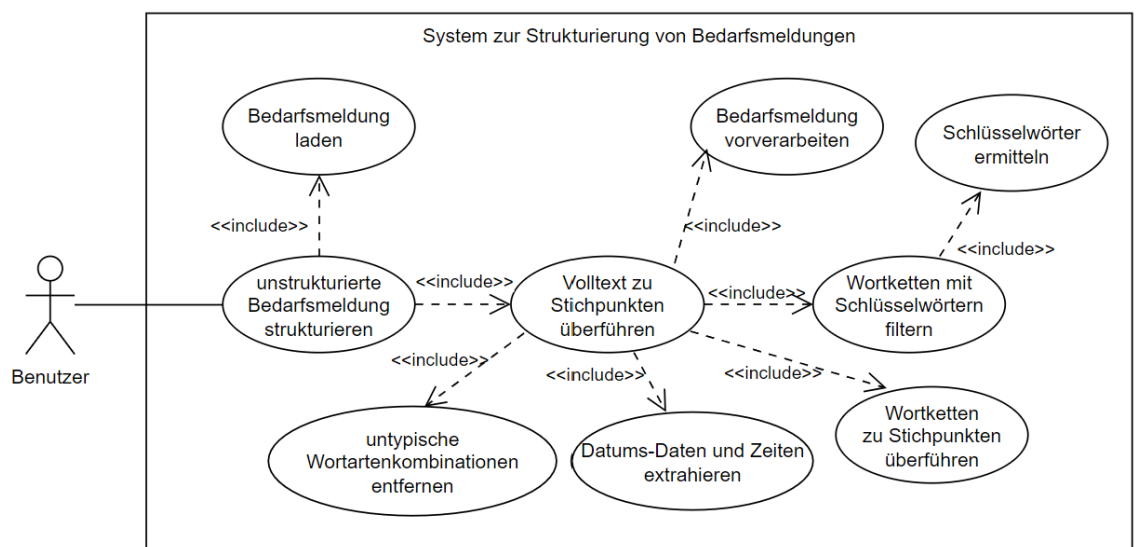 System zur Strukturierung von Bedarfsmeldungen
Bedarfsmeldung
laden
Bedarfsmeldung
vorverarbeiten
Schlüsselwörter
ermitteln
<<include>>
<<include>>
<<include>>
unstrukturierte
Bedarfsmeldung
strukturieren
<<include>>
Volltext zu
Stichpunkten
überführen
<<include>>
Wortketten mit
Schlüsselwörtern
filtern
Benutzer
<<include>>
<<include>>
<<include>>
untypische
Wortartenkombinationen
entfernen
Datums-Daten und Zeiten
extrahieren
Wortketten
zu Stichpunkten
überführen